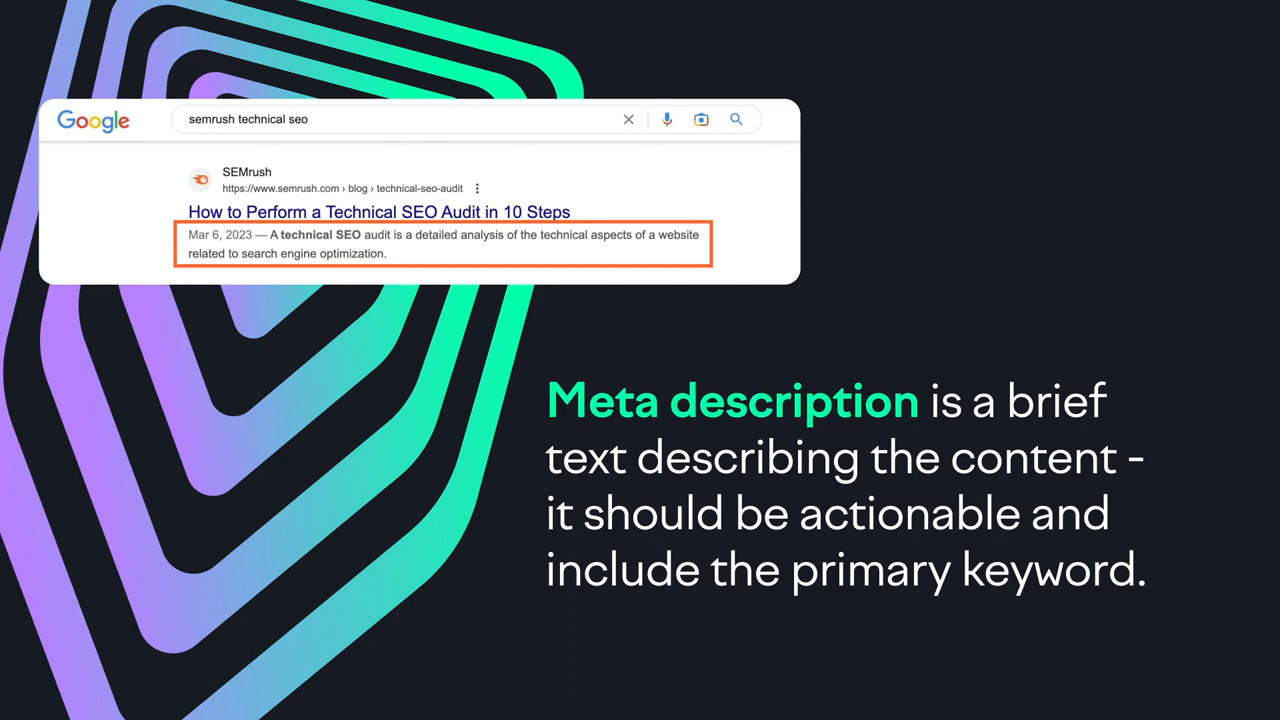 Google
semrush technical seo
SEMrush
https://www.semrush.com › blog › technical-seo-audit
How to Perform a Technical SEO Audit in 10 Steps
Mar 6, 2023 — A technical SEO audit is a detailed analysis of the technical aspects of a website
related to search engine optimization.
Meta description is a brief
text describing the content -
it should be actionable and
include the primary keyword.